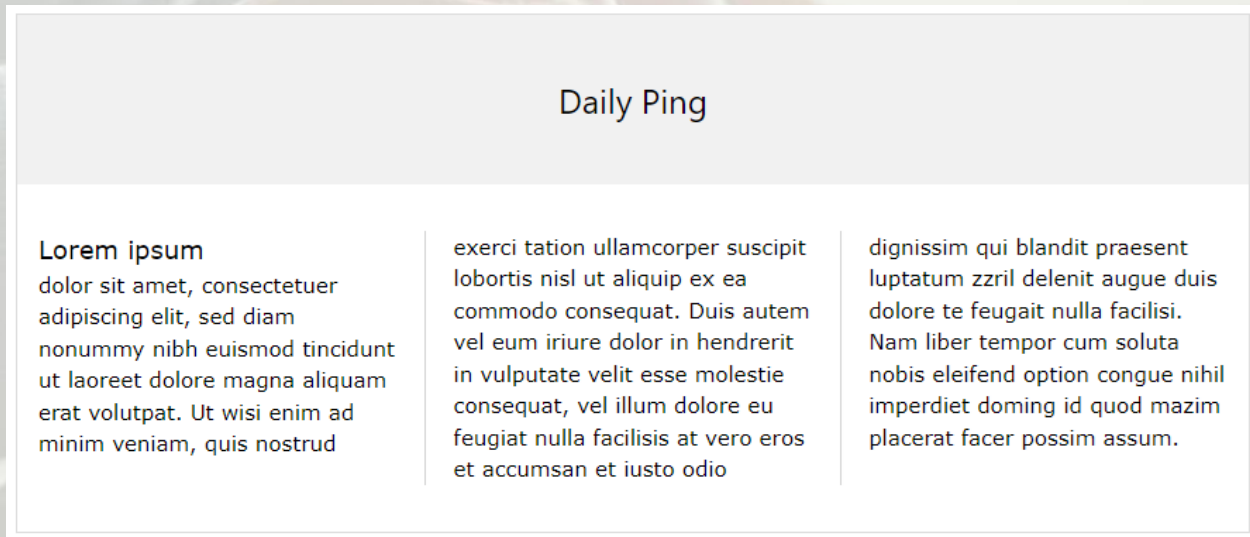 Daily Ping
Lorem ipsum
dolor sit amet, consectetuer
adipiscing elit, sed diam
nonummy nibh euismod tincidunt
ut laoreet dolore magna aliquam
erat volutpat. Ut wisi enim ad
minim veniam, quis nostrud
exerci tation ullamcorper suscipit
lobortis nisl ut aliquip ex ea
commodo consequat. Duis autem
vel eum iriure dolor in hendrerit
in vulputate velit esse molestie
consequat, vel illum dolore eu
feugiat nulla facilisis at vero eros
et accumsan et iusto odio
dignissim qui blandit praesent
luptatum zzril delenit augue duis
dolore te feugait nulla facilisi.
Nam liber tempor cum soluta
nobis eleifend option congue nihil
imperdiet doming id quod mazim
placerat facer possim assum.